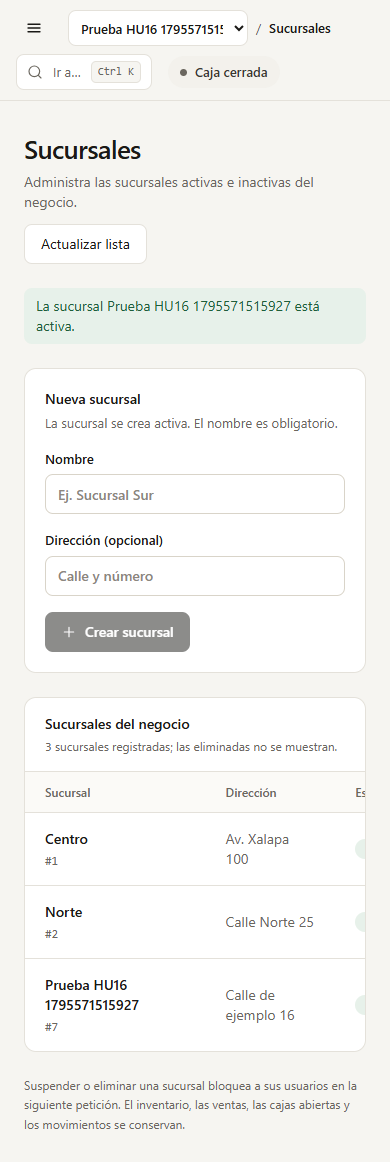 Prueba HU16 179557151! / Sucursales
Ir a... Ctrl K Caja cerrada
Sucursales
Administra las sucursales activas e inactivas del
negocio.
Actualizar lista
La sucursal Prueba HU16 1795571515927 está
activa.
Nueva sucursal
La sucursal se crea activa. El nombre es obligatorio.
Nombre
Ej. Sucursal Sur
Dirección (opcional)
Calle y número
+ Crear sucursal
Sucursales del negocio
3 sucursales registradas; las eliminadas no se muestran.
Sucursal Dirección Es
Centro
#1
Av. Xalapa
100
Norte
#2
Calle Norte 25
Prueba HU16
1795571515927
#7
Calle de
ejemplo 16
Suspender o eliminar una sucursal bloquea a sus usuarios en la
siguiente petición. El inventario, las ventas, las cajas abiertas y
los movimientos se conservan.